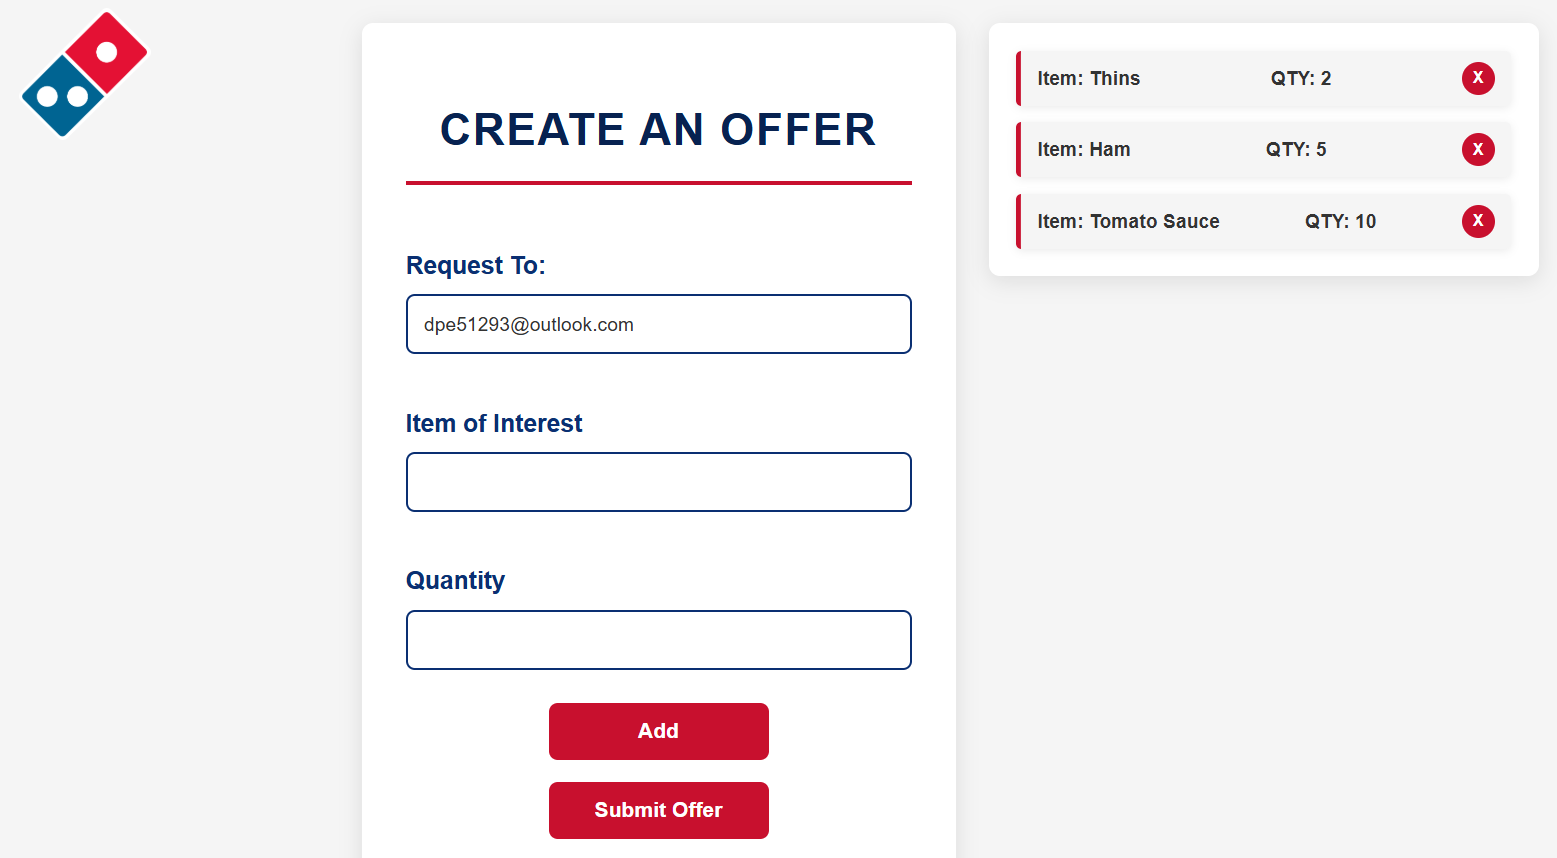 CREATE AN OFFER
Request To:
dpe51293@outlook.com
Item of Interest
Quantity
Add
Submit Offer
Item: Thins QTY: 2 X
Item: Ham QTY: 5 X
Item: Tomato Sauce QTY: 10 X